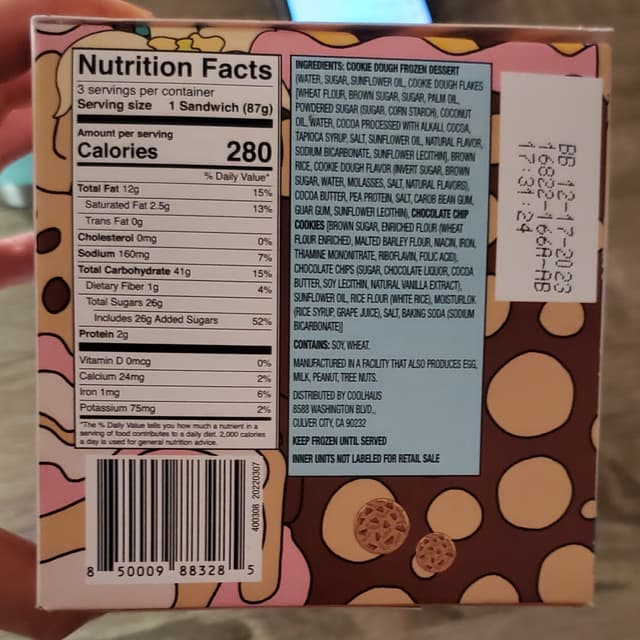 Nutrition Facts
3 servings per container
Serving size 1 Sandwich (87g)
Amount per serving
Calories 280
% Daily Value*
Total Fat 12g 15%
Saturated Fat 2.5g 13%
Trans Fat 0g
Cholesterol 0mg 0%
Sodium 160mg 7%
Total Carbohydrate 41g 15%
Dietary Fiber 1g 4%
Total Sugars 26g
Includes 26g Added Sugars 52%
Protein 2g
Vitamin D 0mcg 0%
Calcium 24mg 2%
Iron 1mg 6%
Potassium 75mg 2%
*The % Daily Value tells you how much a nutrient in a
serving of food contributes to a daily diet. 2,000 calories
a day is used for general nutrition advice.
8 50009 88328 5
400308 20220307
INGREDIENTS: COOKIE DOUGH FROZEN DESSERT
(WATER, SUGAR, SUNFLOWER OIL, COOKIE DOUGH FLAKES
[WHEAT FLOUR, BROWN SUGAR, SUGAR, PALM OIL,
POWDERED SUGAR (SUGAR, CORN STARCH), COCONUT
OIL, WATER, COCOA PROCESSED WITH ALKALI, COCOA,
TAPIOCA SYRUP, SALT, SUNFLOWER OIL, NATURAL FLAVOR,
SODIUM BICARBONATE, SUNFLOWER LECITHIN], BROWN
RICE, COOKIE DOUGH FLAVOR (INVERT SUGAR, BROWN
SUGAR, WATER, MOLASSES, SALT, NATURAL FLAVORS),
COCOA BUTTER, PEA PROTEIN, SALT, CAROB BEAN GUM,
GUAR GUM, SUNFLOWER LECITHIN), CHOCOLATE CHIP
COOKIES [BROWN SUGAR, ENRICHED FLOUR (WHEAT
FLOUR ENRICHED, MALTED BARLEY FLOUR, NIACIN, IRON,
THIAMINE MONONITRATE, RIBOFLAVIN, FOLIC ACID),
CHOCOLATE CHIPS (SUGAR, CHOCOLATE LIQUOR, COCOA
BUTTER, SOY LECITHIN, NATURAL VANILLA EXTRACT),
SUNFLOWER OIL, RICE FLOUR (WHITE RICE), MOISTURLOK
(RICE SYRUP, GRAPE JUICE), SALT, BAKING SODA (SODIUM
BICARBONATE)]
CONTAINS: SOY, WHEAT.
MANUFACTURED IN A FACILITY THAT ALSO PRODUCES EGG,
MILK, PEANUT, TREE NUTS.
DISTRIBUTED BY COOLHAUS
8588 WASHINGTON BLVD.,
CULVER CITY, CA 90232
KEEP FROZEN UNTIL SERVED
INNER UNITS NOT LABELED FOR RETAIL SALE
BB 12-17-2023
16822-166A-AB
17:31:24